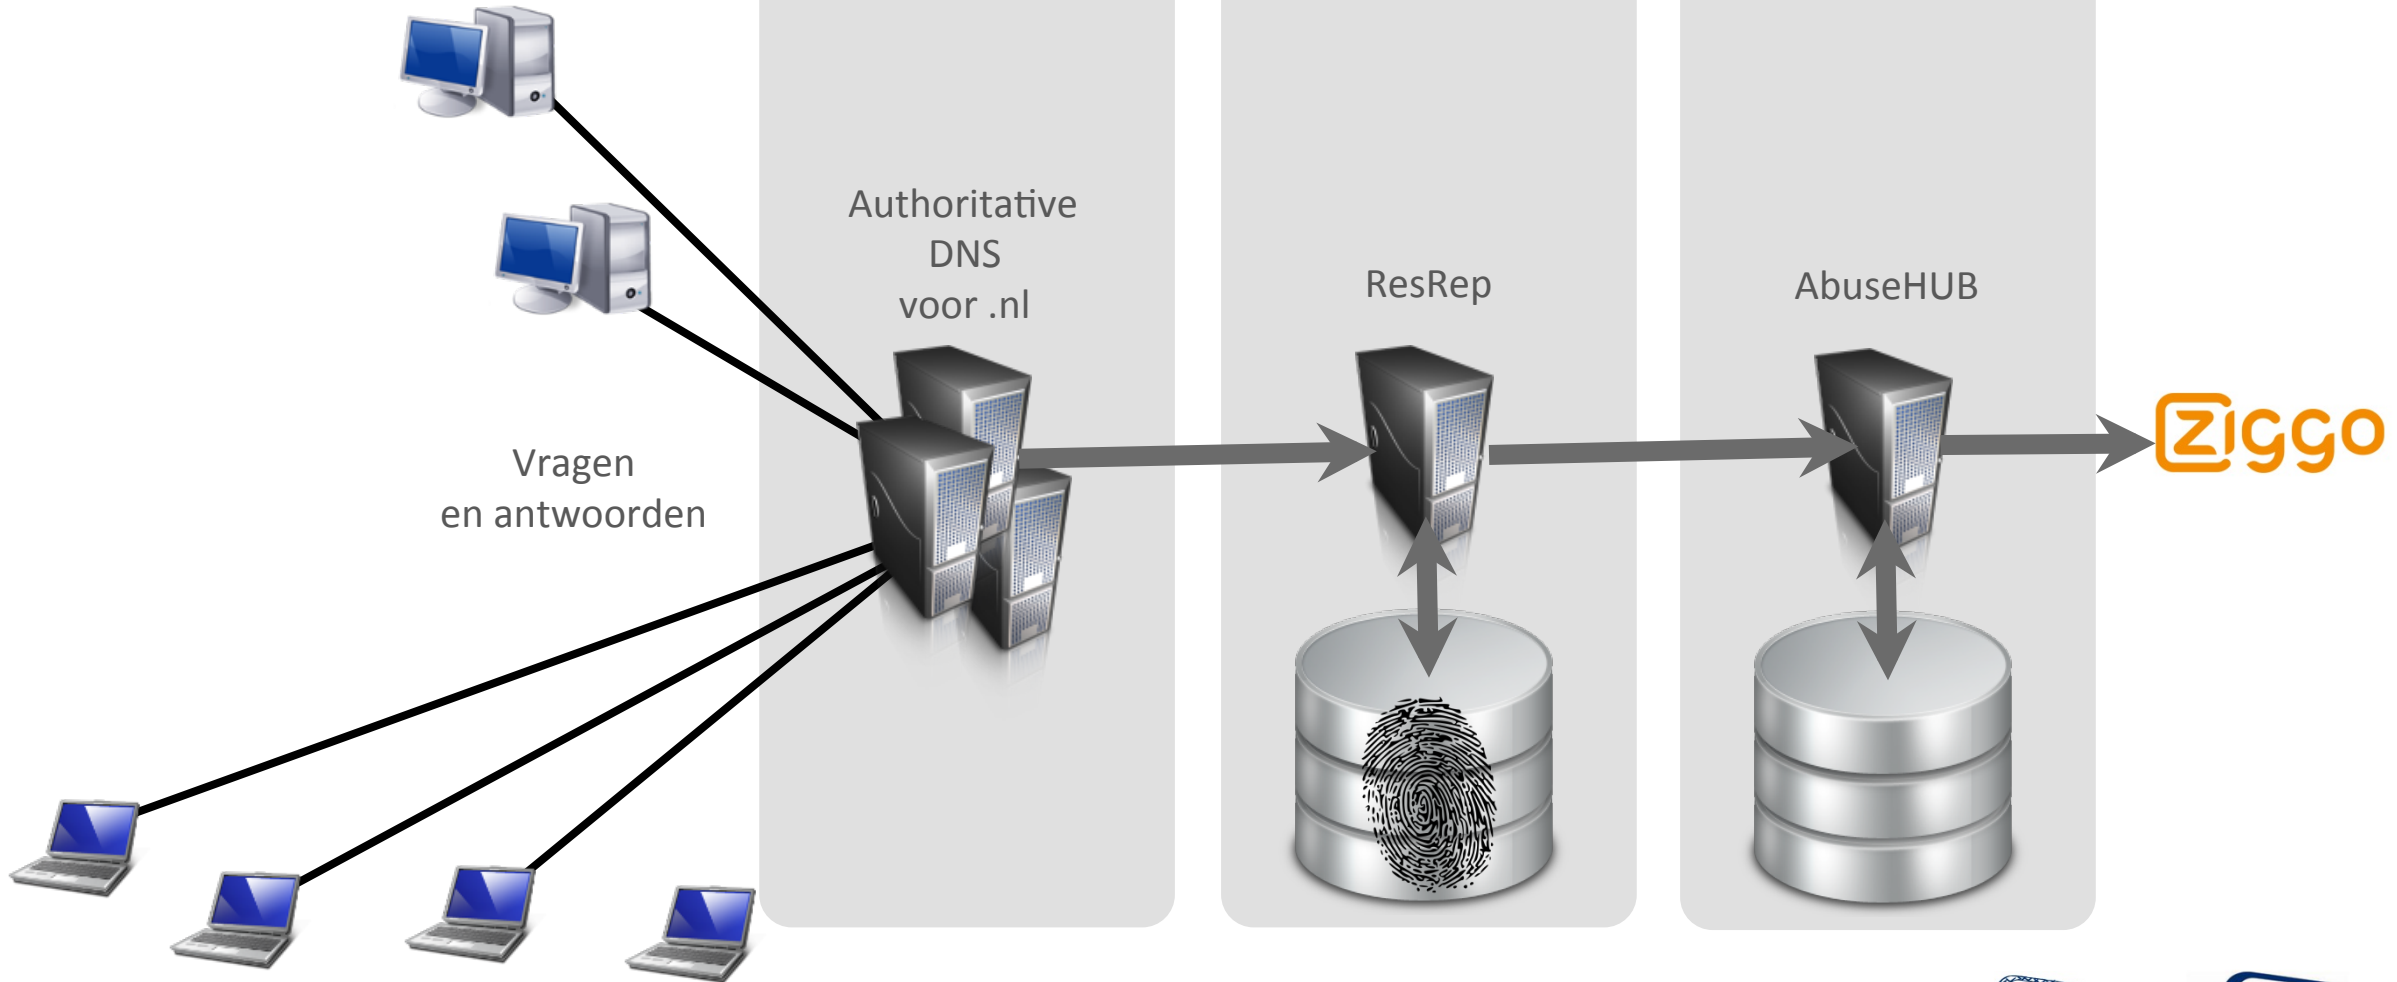 Authoritative
DNS
voor .nl
ResRep
AbuseHUB
ziggo
Vragen
en antwoorden